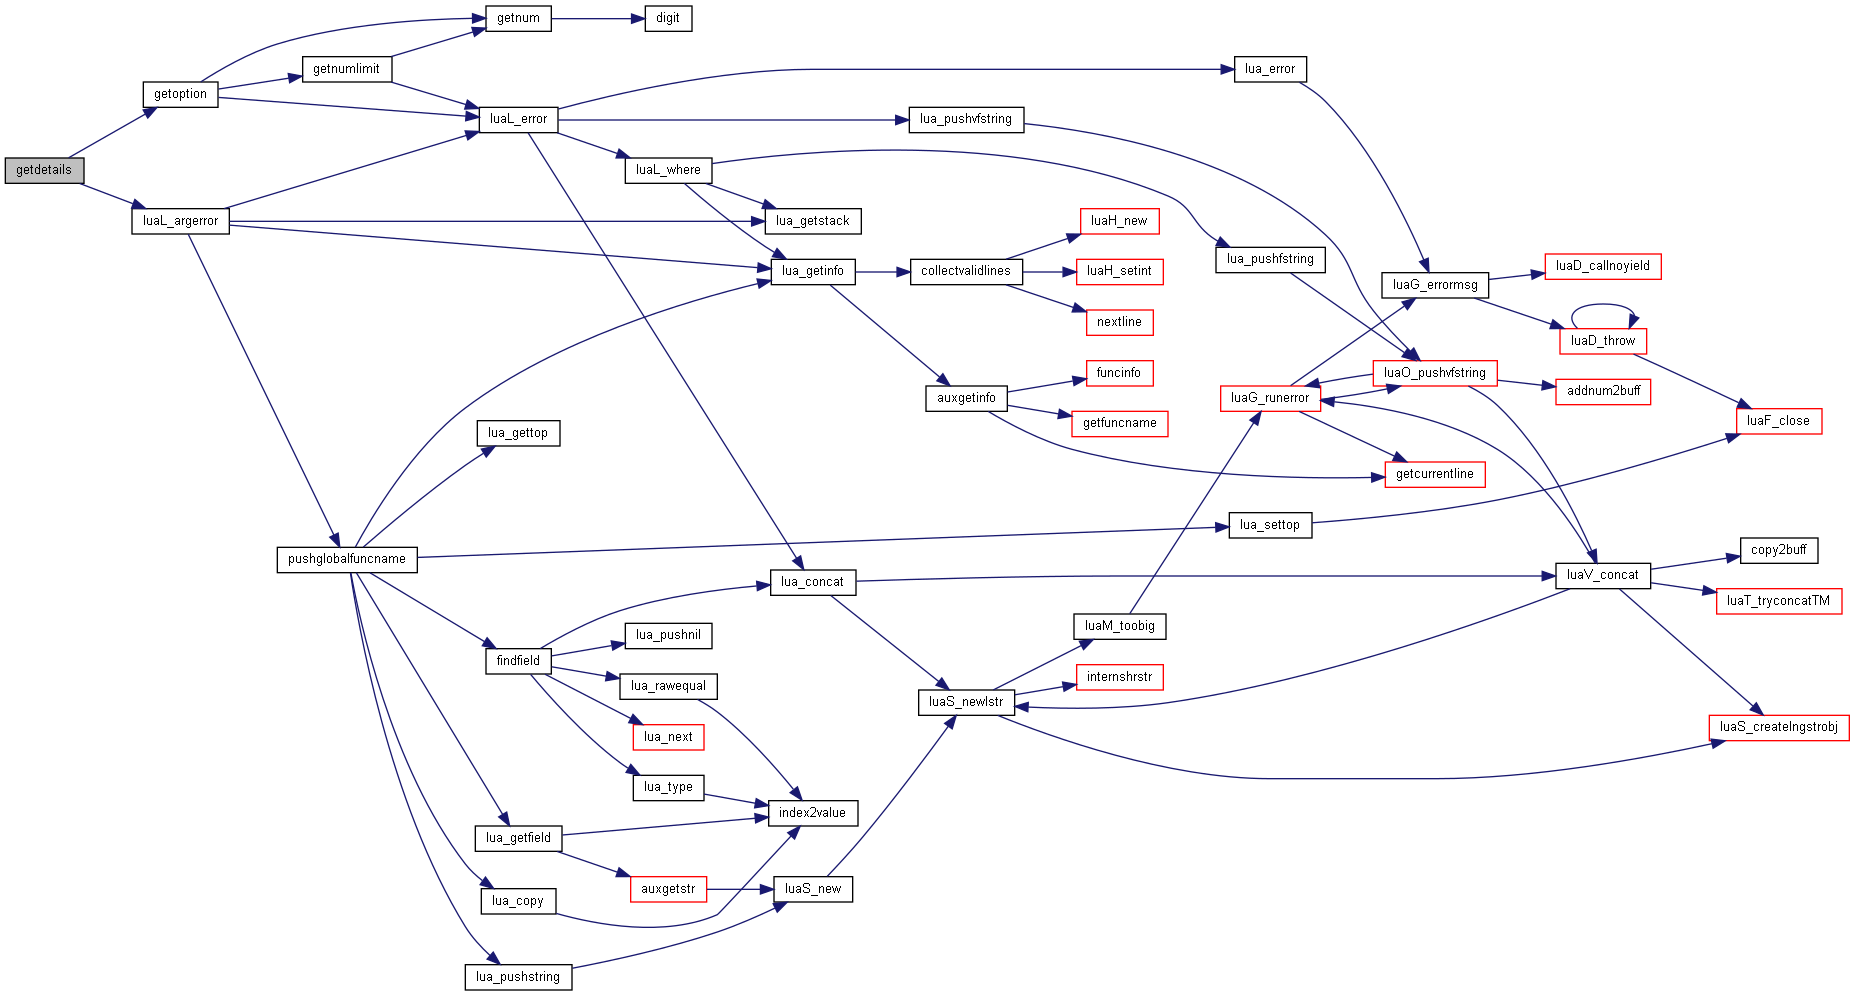 getdetails
getoption
luaL_argerror
getnumlimit
pushglobalfuncname
getnum
luaL_error
lua_gettop
findfield
lua_getfield
lua_copy
lua_pushstring
digit
luaL_where
lua_pushnil
lua_rawequal
lua_next
lua_type
auxgetstr
lua_getstack
lua_getinfo
lua_concat
index2value
luaS_new
lua_pushvfstring
collectvalidlines
auxgetinfo
luaS_newlstr
luaH_new
luaH_setint
nextline
funcinfo
getfuncname
luaM_toobig
internshrstr
lua_error
lua_pushfstring
luaG_runerror
lua_settop
luaG_errormsg
luaO_pushvfstring
getcurrentline
luaD_callnoyield
luaD_throw
addnum2buff
luaV_concat
luaF_close
copy2buff
luaT_tryconcatTM
luaS_createlngstrobj